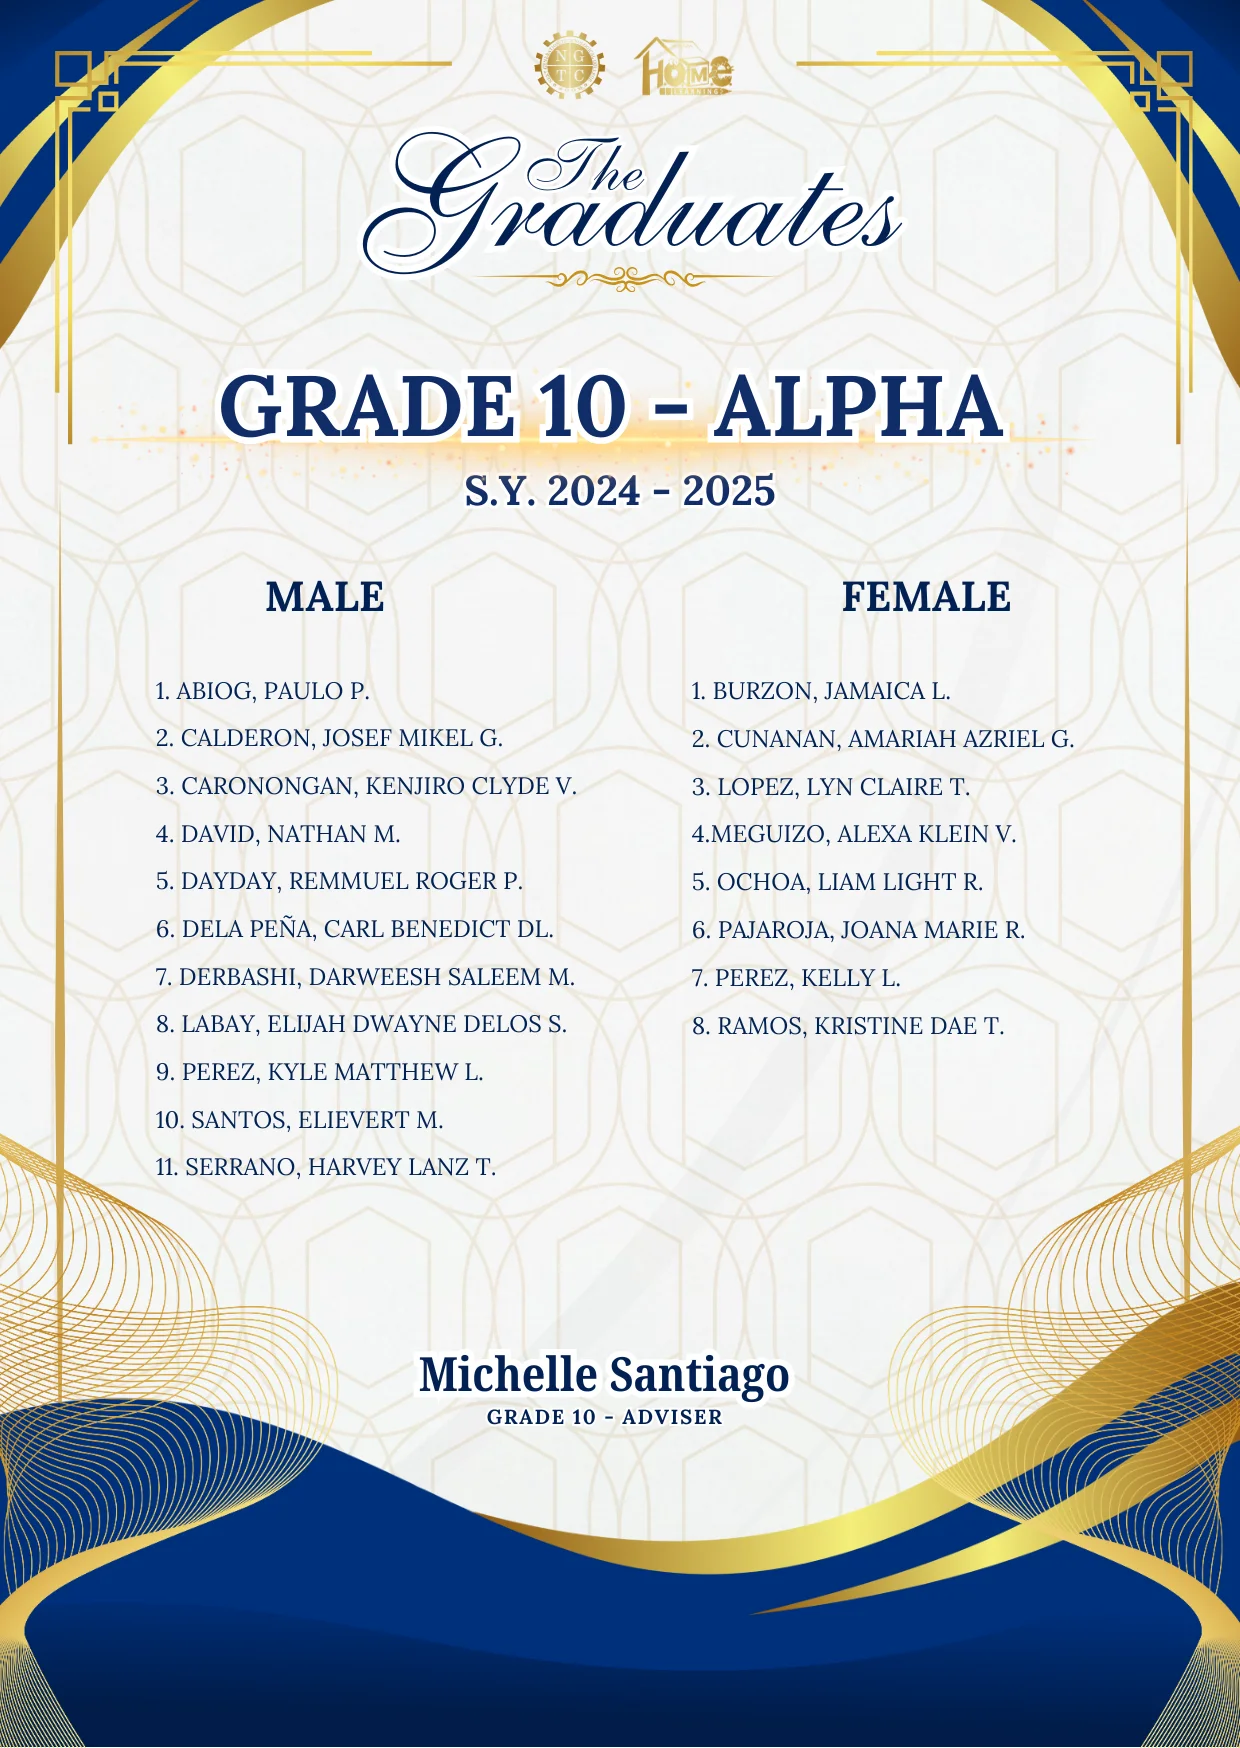 N G
T C
HOME
LEARNING
The
Graduates
GRADE 10 - ALPHA
S.Y. 2024 - 2025
MALE
1. ABIOG, PAULO P.
2. CALDERON, JOSEF MIKEL G.
3. CARONONGAN, KENJIRO CLYDE V.
4. DAVID, NATHAN M.
5. DAYDAY, REMMUEL ROGER P.
6. DELA PEÑA, CARL BENEDICT DL.
7. DERBASHI, DARWEESH SALEEM M.
8. LABAY, ELIJAH DWAYNE DELOS S.
9. PEREZ, KYLE MATTHEW L.
10. SANTOS, ELIEVERT M.
11. SERRANO, HARVEY LANZ T.
FEMALE
1. BURZON, JAMAICA L.
2. CUNANAN, AMARIAH AZRIEL G.
3. LOPEZ, LYN CLAIRE T.
4.MEGUIZO, ALEXA KLEIN V.
5. OCHOA, LIAM LIGHT R.
6. PAJAROJA, JOANA MARIE R.
7. PEREZ, KELLY L.
8. RAMOS, KRISTINE DAE T.
Michelle Santiago
GRADE 10 - ADVISER